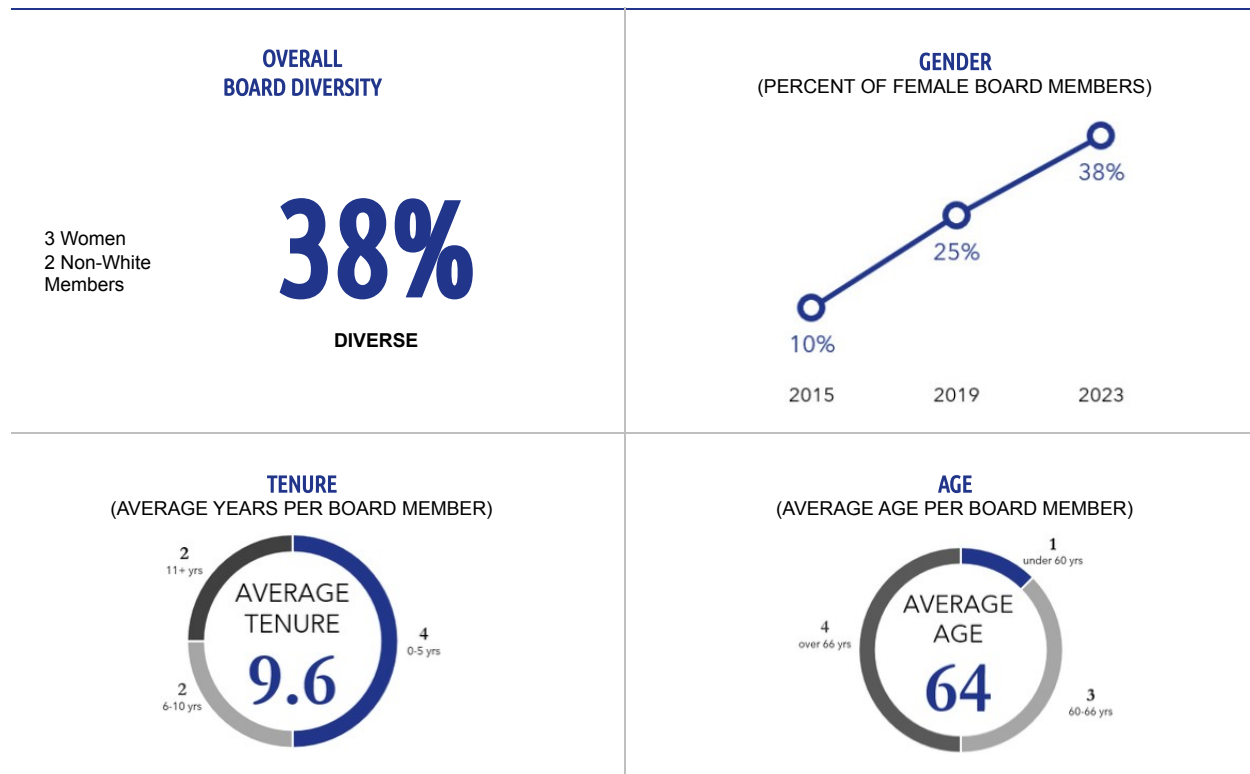 OVERALL
BOARD DIVERSITY
3 Women
2 Non-White
Members
38%
DIVERSE
GENDER
(PERCENT OF FEMALE BOARD MEMBERS)
38%
25%
10%
2015 2019 2023
TENURE
(AVERAGE YEARS PER BOARD MEMBER)
2
11+ yrs
AVERAGE
TENURE
9.6
4
0-5 yrs
2
6-10 yrs
AGE
(AVERAGE AGE PER BOARD MEMBER)
1
under 60 yrs
AVERAGE
AGE
64
4
over 66 yrs
3
60-66 yrs